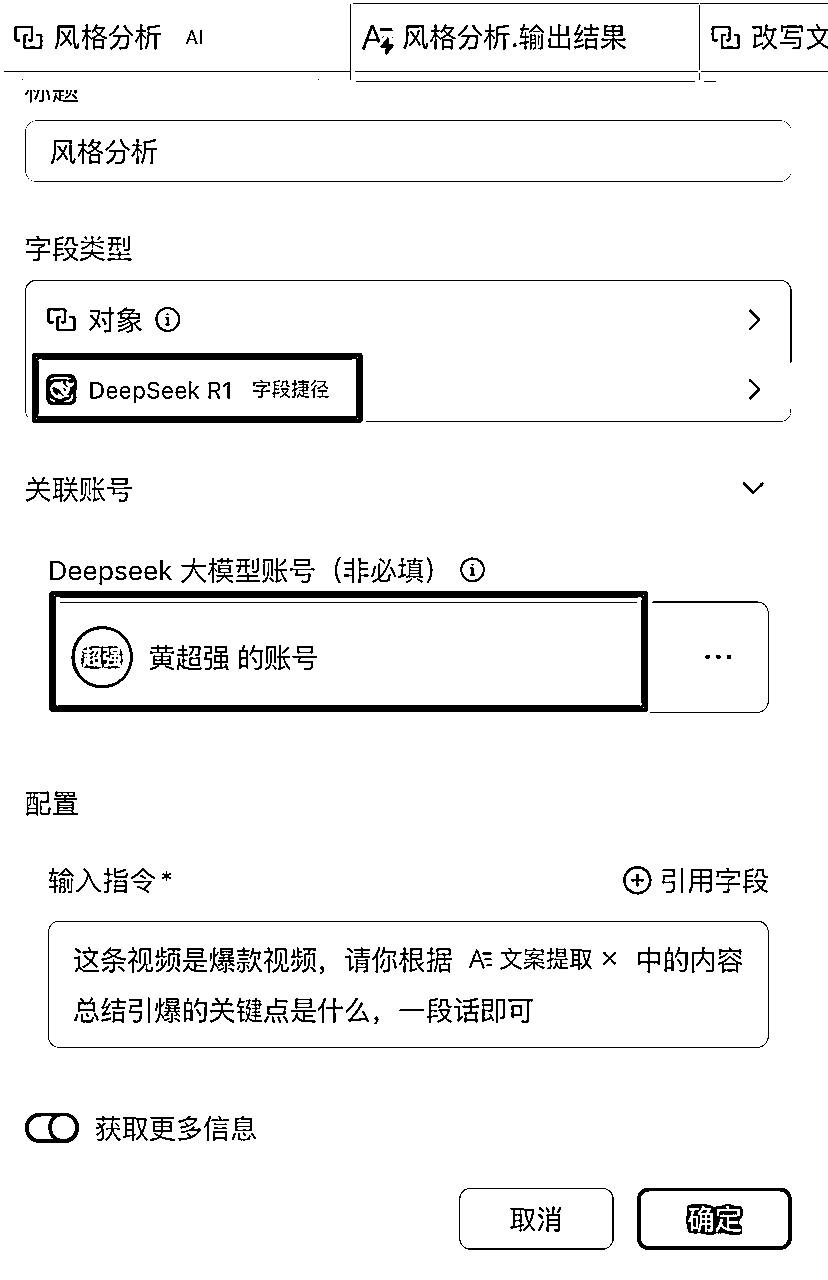 风格分析 AI
风格分析.输出结果
改写文
标题
风格分析
字段类型
对象
DeepSeek R1 字段捷径
关联账号
Deepseek 大模型账号（非必填）
超强 黄超强 的账号
...
配置
输入指令* 引用字段
这条视频是爆款视频，请你根据 文案提取 × 中的内容
总结引爆的关键点是什么，一段话即可
获取更多信息
取消 确定